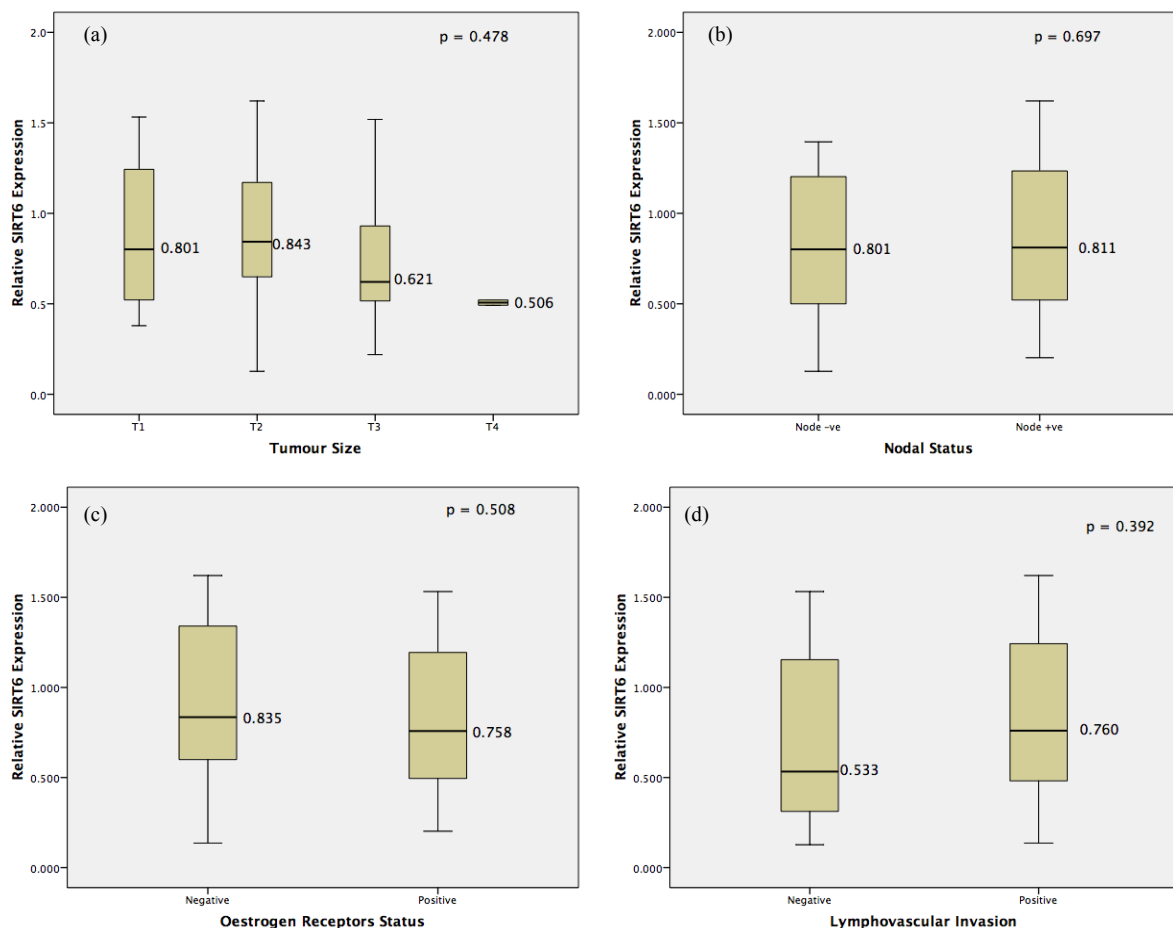 (a)
p = 0.478
Relative SIRT6 Expression
2.0
1.5
1.0
0.5
0.0
0.801
0.843
0.621
0.506
T1 T2 T3 T4
Tumour Size
(b)
p = 0.697
Relative SIRT6 Expression
2.000
1.500
1.000
0.500
0.000
0.801
0.811
Node -ve Node +ve
Nodal Status
(c)
p = 0.508
Relative SIRT6 Expression
2.000
1.500
1.000
0.500
0.000
0.835
0.758
Negative Positive
Oestrogen Receptors Status
(d)
p = 0.392
Relative SIRT6 Expression
2.000
1.500
1.000
0.500
0.000
0.533
0.760
Negative Positive
Lymphovascular Invasion